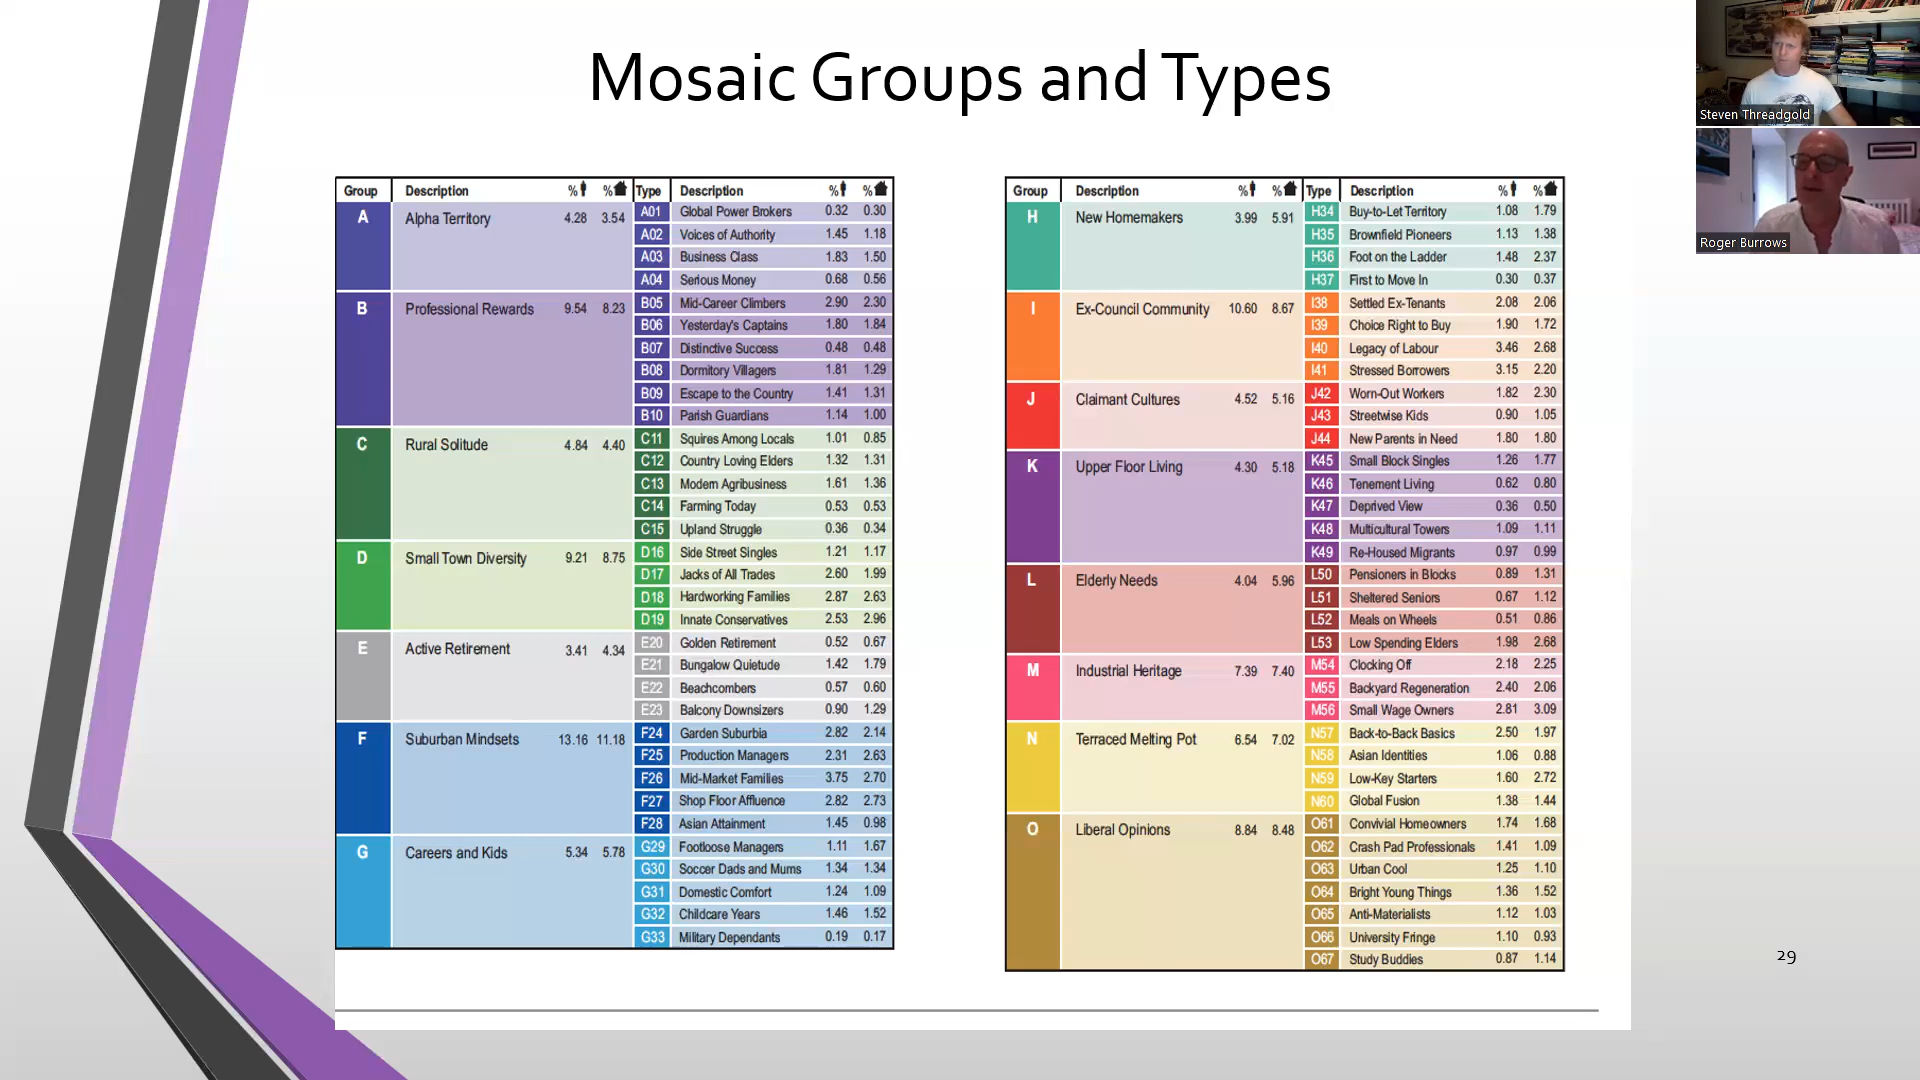 Mosaic Groups and Types
Steven Threadgold
Roger Burrows
Group Description % % Type Description % %
A Alpha Territory 4.28 3.54 A01 Global Power Brokers 0.32 0.30
A02 Voices of Authority 1.45 1.18
A03 Business Class 1.83 1.50
A04 Serious Money 0.68 0.56
B Professional Rewards 9.54 8.23 B05 Mid-Career Climbers 2.90 2.30
B06 Yesterday's Captains 1.80 1.84
B07 Distinctive Success 0.48 0.48
B08 Dormitory Villagers 1.81 1.29
B09 Escape to the Country 1.41 1.31
B10 Parish Guardians 1.14 1.00
C Rural Solitude 4.84 4.40 C11 Squires Among Locals 1.01 0.85
C12 Country Loving Elders 1.32 1.31
C13 Modern Agribusiness 1.61 1.36
C14 Farming Today 0.53 0.53
C15 Upland Struggle 0.36 0.34
D Small Town Diversity 9.21 8.75 D16 Side Street Singles 1.21 1.17
D17 Jacks of All Trades 2.60 1.99
D18 Hardworking Families 2.87 2.63
D19 Innate Conservatives 2.53 2.96
E Active Retirement 3.41 4.34 E20 Golden Retirement 0.52 0.67
E21 Bungalow Quietude 1.42 1.79
E22 Beachcombers 0.57 0.60
E23 Balcony Downsizers 0.90 1.29
F Suburban Mindsets 13.16 11.18 F24 Garden Suburbia 2.82 2.14
F25 Production Managers 2.31 2.63
F26 Mid-Market Families 3.75 2.70
F27 Shop Floor Affluence 2.82 2.73
F28 Asian Attainment 1.45 0.98
G Careers and Kids 5.34 5.78 G29 Footloose Managers 1.11 1.67
G30 Soccer Dads and Mums 1.34 1.34
G31 Domestic Comfort 1.24 1.09
G32 Childcare Years 1.46 1.52
G33 Military Dependants 0.19 0.17
Group Description % % Type Description % %
H New Homemakers 3.99 5.91 H34 Buy-to-Let Territory 1.08 1.79
H35 Brownfield Pioneers 1.13 1.38
H36 Foot on the Ladder 1.48 2.37
H37 First to Move In 0.30 0.37
I Ex-Council Community 10.60 8.67 I38 Settled Ex-Tenants 2.08 2.06
I39 Choice Right to Buy 1.90 1.72
I40 Legacy of Labour 3.46 2.68
I41 Stressed Borrowers 3.15 2.20
J Claimant Cultures 4.52 5.16 J42 Worn-Out Workers 1.82 2.30
J43 Streetwise Kids 0.90 1.05
J44 New Parents in Need 1.80 1.80
K Upper Floor Living 4.30 5.18 K45 Small Block Singles 1.26 1.77
K46 Tenement Living 0.62 0.80
K47 Deprived View 0.36 0.50
K48 Multicultural Towers 1.09 1.11
K49 Re-Housed Migrants 0.97 0.99
L Elderly Needs 4.04 5.96 L50 Pensioners in Blocks 0.89 1.31
L51 Sheltered Seniors 0.67 1.12
L52 Meals on Wheels 0.51 0.86
L53 Low Spending Elders 1.98 2.68
M Industrial Heritage 7.39 7.40 M54 Clocking Off 2.18 2.25
M55 Backyard Regeneration 2.40 2.06
M56 Small Wage Owners 2.81 3.09
N Terraced Melting Pot 6.54 7.02 N57 Back-to-Back Basics 2.50 1.97
N58 Asian Identities 1.06 0.88
N59 Low-Key Starters 1.60 2.72
N60 Global Fusion 1.38 1.44
O Liberal Opinions 8.84 8.48 O61 Convivial Homeowners 1.74 1.68
O62 Crash Pad Professionals 1.41 1.09
O63 Urban Cool 1.25 1.10
O64 Bright Young Things 1.36 1.52
O65 Anti-Materialists 1.12 1.03
O66 University Fringe 1.10 0.93
O67 Study Buddies 0.87 1.14
29